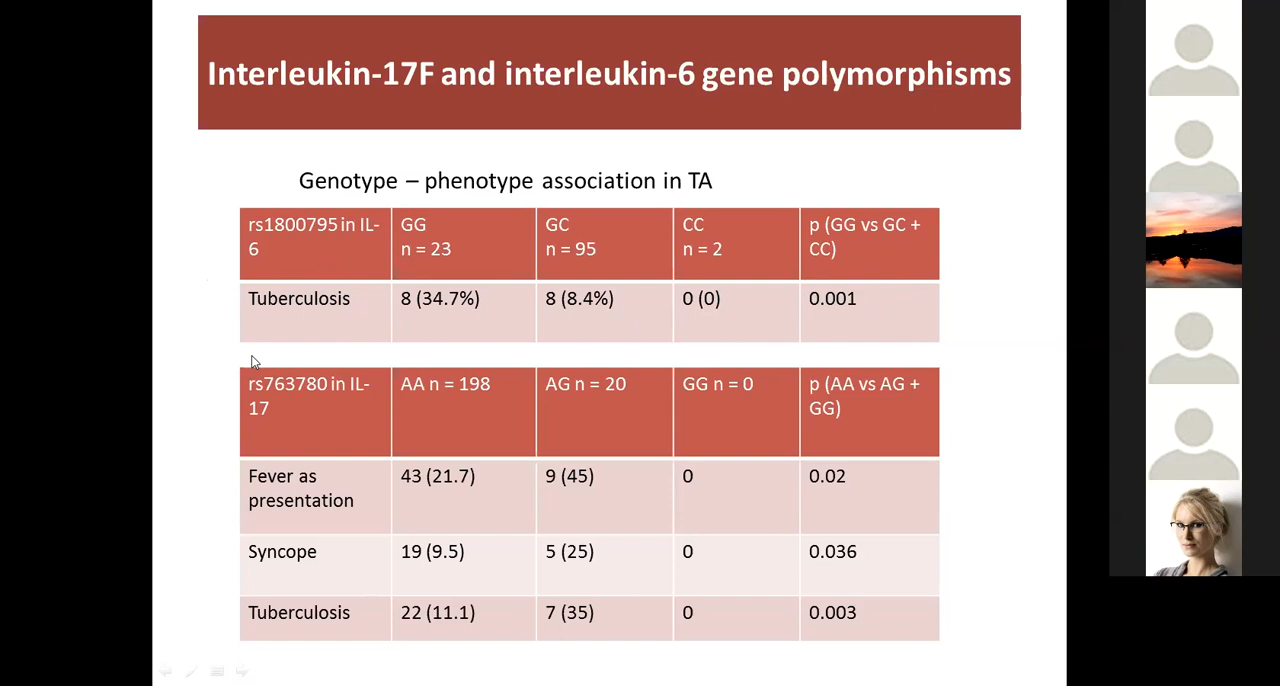 Interleukin-17F and interleukin-6 gene polymorphisms
Genotype – phenotype association in TA
rs1800795 in IL-
6
GG
n = 23
GC
n = 95
CC
n = 2
p (GG vs GC +
CC)
Tuberculosis
8 (34.7%)
8 (8.4%)
0 (0)
0.001
rs763780 in IL-
17
AA n = 198
AG n = 20
GG n = 0
p (AA vs AG +
GG)
Fever as
presentation
43 (21.7)
9 (45)
0
0.02
Syncope
19 (9.5)
5 (25)
0
0.036
Tuberculosis
22 (11.1)
7 (35)
0
0.003